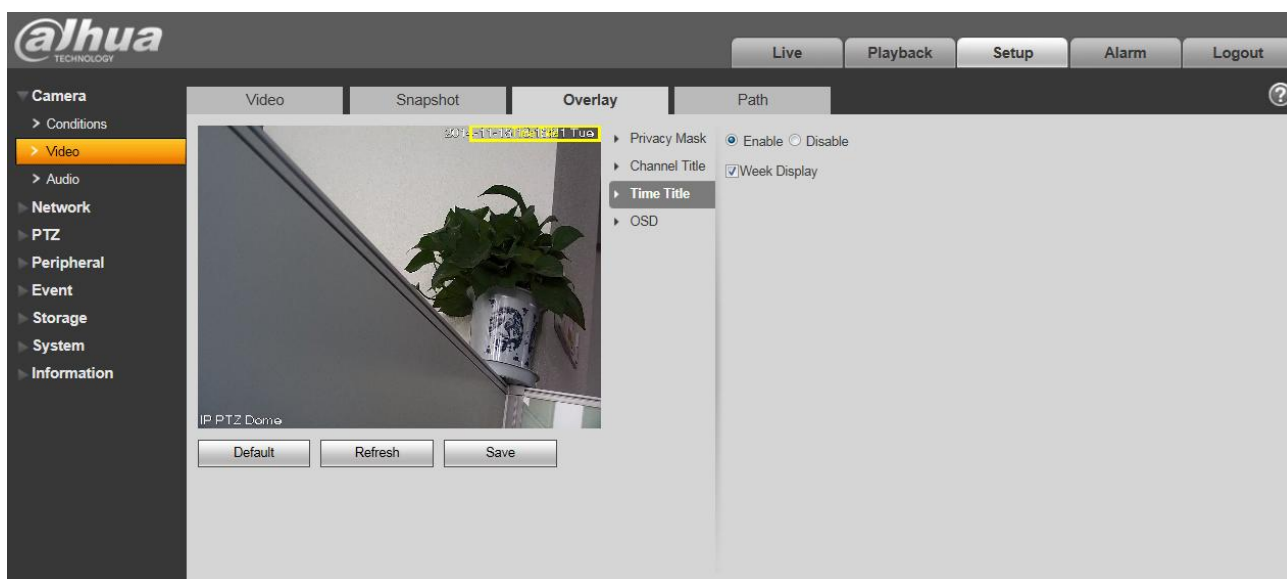 alhua
TECHNOLOGY
Live
Playback
Setup
Alarm
Logout
Camera
> Conditions
> Video
> Audio
Network
PTZ
Peripheral
Event
Storage
System
Information
Video
Snapshot
Overlay
Path
?
Tue
IP PTZ Dome
Default
Refresh
Save
Privacy Mask
Channel Title
Time Title
OSD
Enable
Disable
Week Display